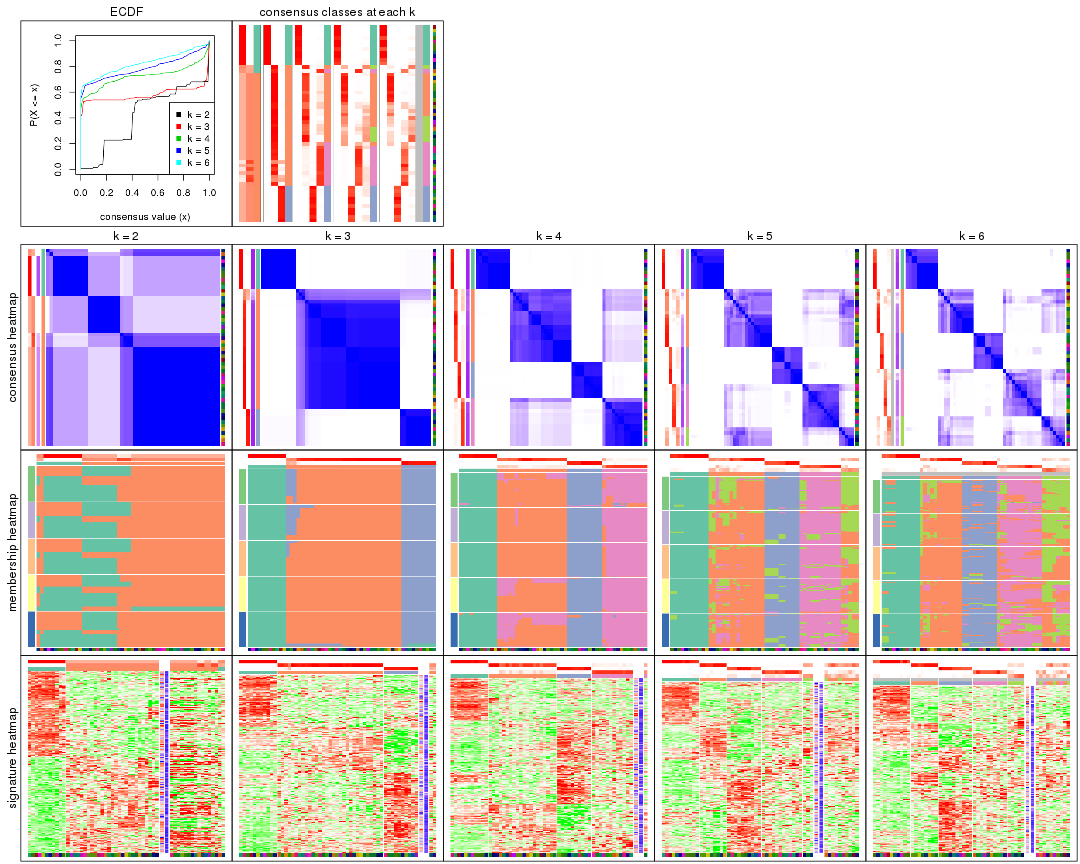 ECDF
consensus classes at each k
P(X <= x)
0.0 0.2 0.4 0.6 0.8 1.0
k = 2
k = 3
k = 4
k = 5
k = 6
0.0 0.2 0.4 0.6 0.8 1.0
consensus value (x)
k = 2
k = 3
k = 4
k = 5
k = 6
consensus heatmap
membership heatmap
signature heatmap